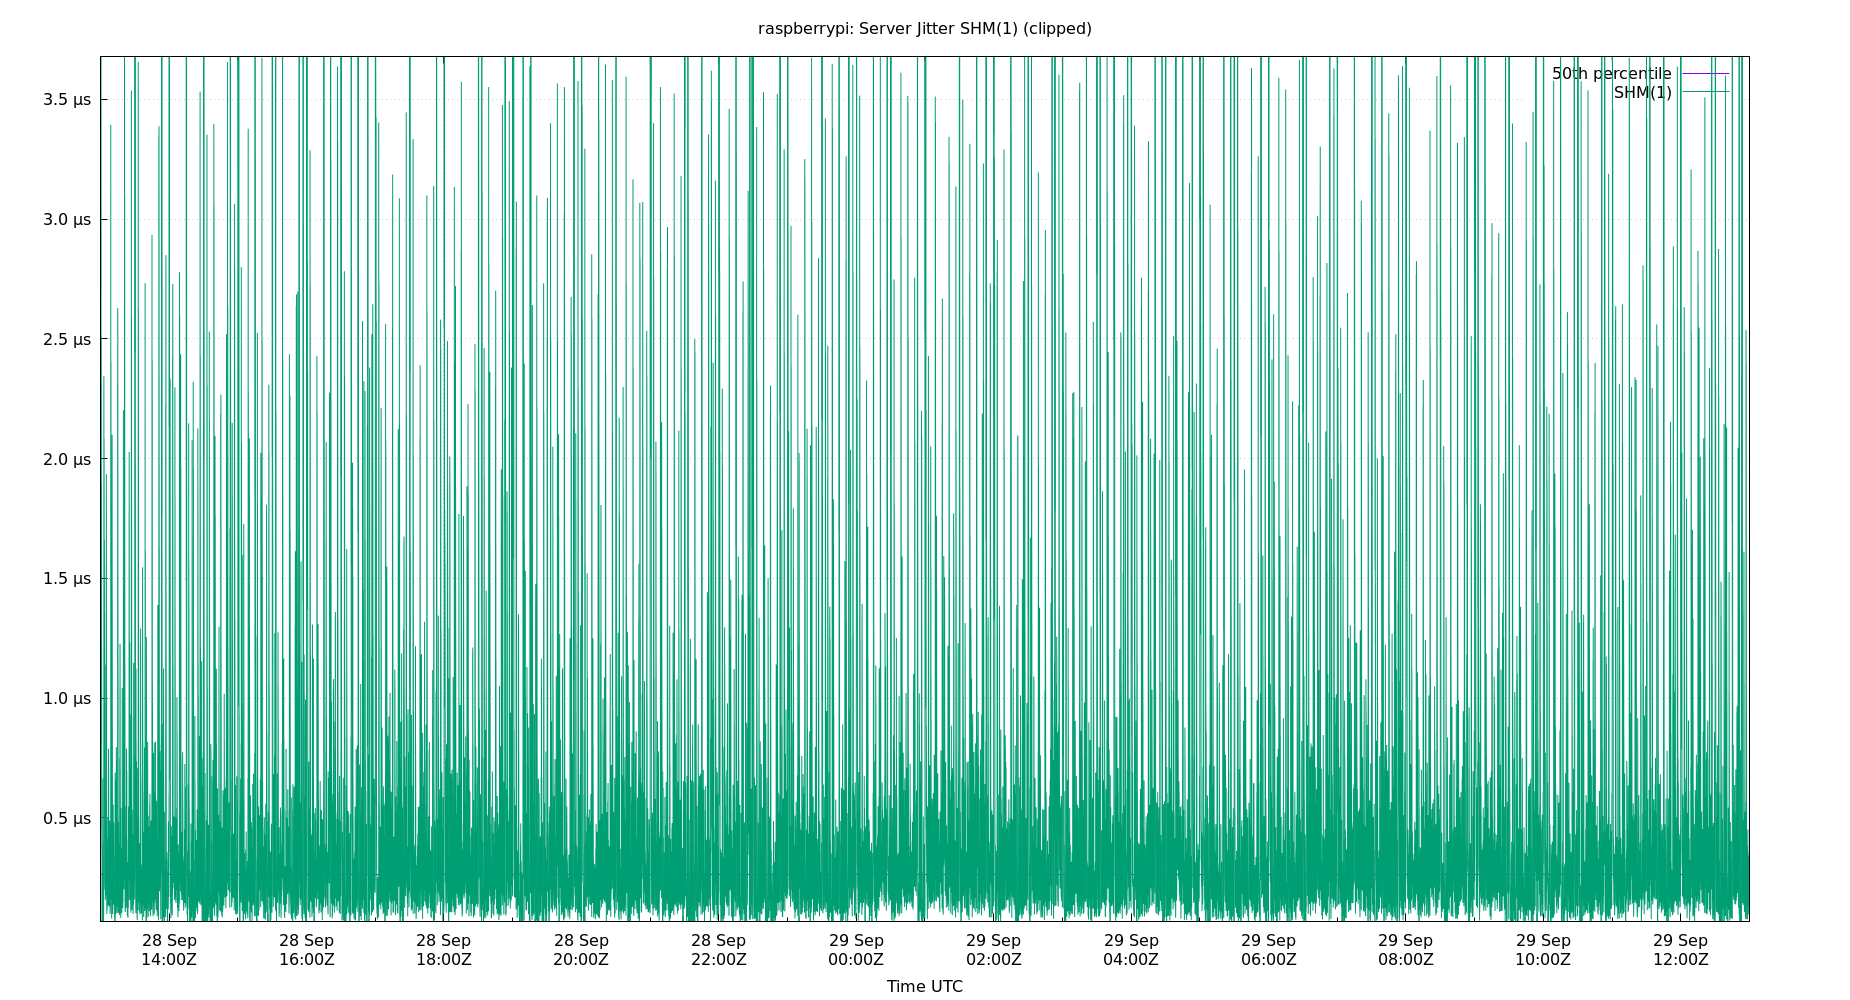 raspberrypi: Server Jitter SHM(1) (clipped)
50th percentile
SHM(1)
3.5 µs
3.0 µs
2.5 µs
2.0 µs
1.5 µs
1.0 µs
0.5 µs
28 Sep 28 Sep 28 Sep 28 Sep 28 Sep 29 Sep 29 Sep 29 Sep 29 Sep 29 Sep 29 Sep 29 Sep
14:00Z 16:00Z 18:00Z 20:00Z 22:00Z 00:00Z 02:00Z 04:00Z 06:00Z 08:00Z 10:00Z 12:00Z
Time UTC